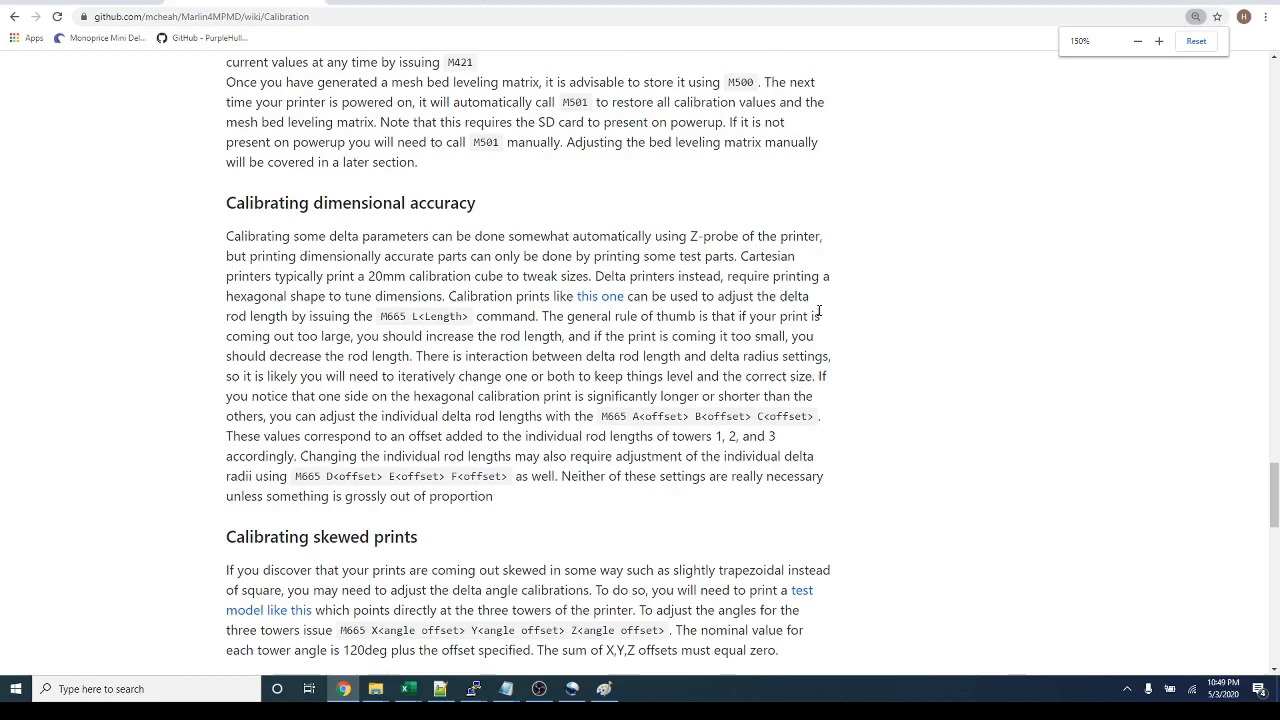 github.com/mcheah/Marlin4MPMD/wiki/Calibration
H
Apps
Monoprice Mini Del...
GitHub - PurpleHull...
150%
Reset
current values at any time by issuing M421
Once you have generated a mesh bed leveling matrix, it is advisable to store it using M500 . The next
time your printer is powered on, it will automatically call M501 to restore all calibration values and the
mesh bed leveling matrix. Note that this requires the SD card to present on powerup. If it is not
present on powerup you will need to call M501 manually. Adjusting the bed leveling matrix manually
will be covered in a later section.
Calibrating dimensional accuracy
Calibrating some delta parameters can be done somewhat automatically using Z-probe of the printer,
but printing dimensionally accurate parts can only be done by printing some test parts. Cartesian
printers typically print a 20mm calibration cube to tweak sizes. Delta printers instead, require printing a
hexagonal shape to tune dimensions. Calibration prints like this one can be used to adjust the delta
rod length by issuing the M665 L<Length> command. The general rule of thumb is that if your print is
coming out too large, you should increase the rod length, and if the print is coming it too small, you
should decrease the rod length. There is interaction between delta rod length and delta radius settings,
so it is likely you will need to iteratively change one or both to keep things level and the correct size. If
you notice that one side on the hexagonal calibration print is significantly longer or shorter than the
others, you can adjust the individual delta rod lengths with the M665 A<offset> B<offset> C<offset> .
These values correspond to an offset added to the individual rod lengths of towers 1, 2, and 3
accordingly. Changing the individual rod lengths may also require adjustment of the individual delta
radii using M665 D<offset> E<offset> F<offset> as well. Neither of these settings are really necessary
unless something is grossly out of proportion
Calibrating skewed prints
If you discover that your prints are coming out skewed in some way such as slightly trapezoidal instead
of square, you may need to adjust the delta angle calibrations. To do so, you will need to print a test
model like this which points directly at the three towers of the printer. To adjust the angles for the
three towers issue M665 X<angle offset> Y<angle offset> Z<angle offset> . The nominal value for
each tower angle is 120deg plus the offset specified. The sum of X,Y,Z offsets must equal zero.
Type here to search
10:49 PM
5/3/2020
4